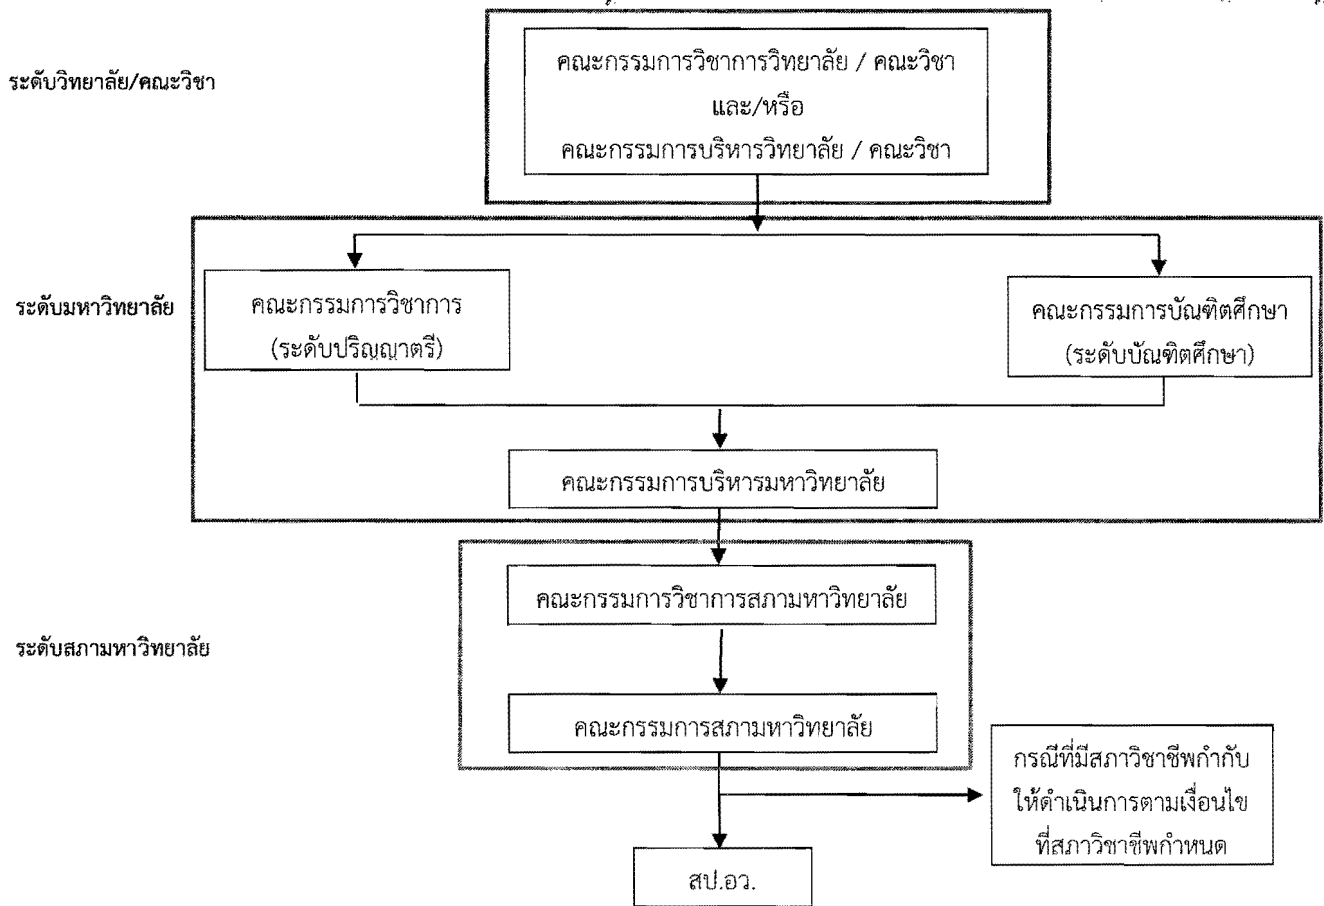 ระดับวิทยาลัย/คณะวิชา
คณะกรรมการวิชาการวิทยาลัย / คณะวิชา
และ/หรือ
คณะกรรมการบริหารวิทยาลัย / คณะวิชา
ระดับมหาวิทยาลัย
คณะกรรมการวิชาการ
(ระดับปริญญาตรี)
คณะกรรมการบัณฑิตศึกษา
(ระดับบัณฑิตศึกษา)
คณะกรรมการบริหารมหาวิทยาลัย
ระดับสภามหาวิทยาลัย
คณะกรรมการวิชาการสภามหาวิทยาลัย
คณะกรรมการสภามหาวิทยาลัย
กรณีที่มีสภาวิชาชีพกำกับ
ให้ดำเนินการตามเงื่อนไข
ที่สภาวิชาชีพกำหนด
สป.อว.